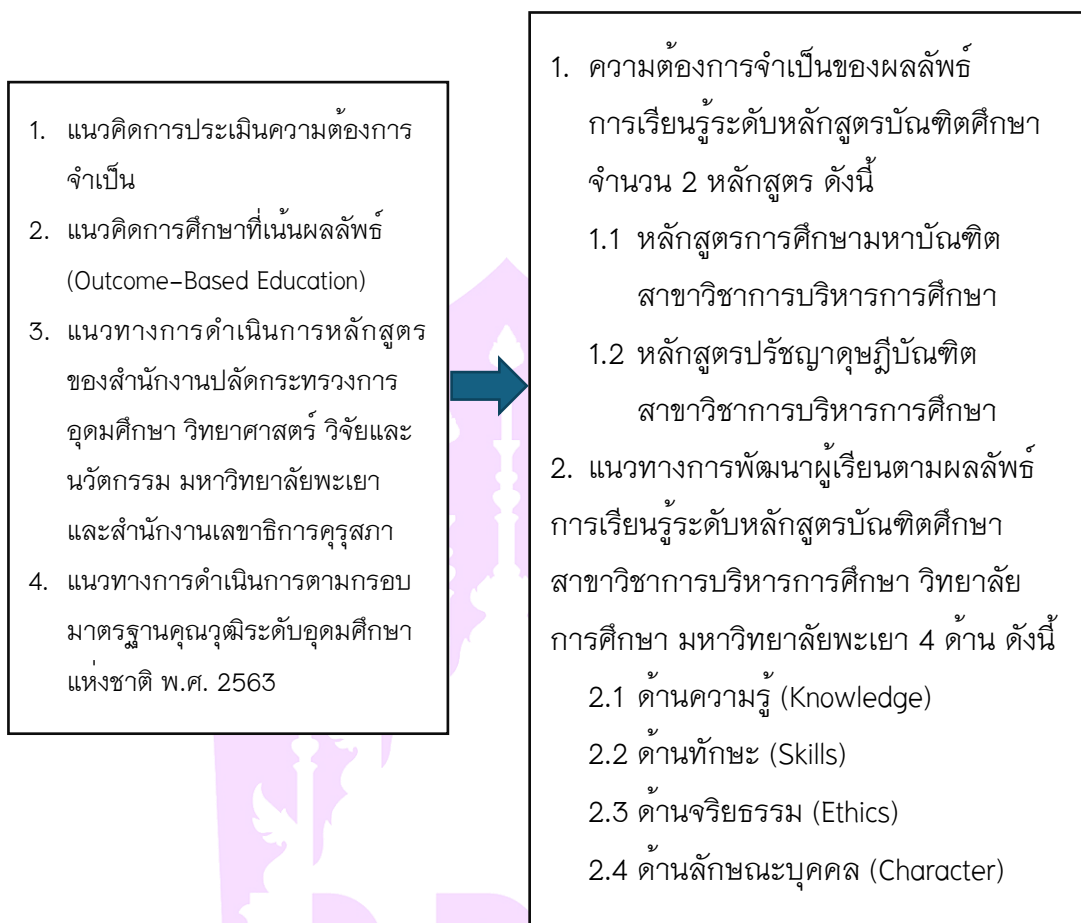 1. แนวคิดการประเมินความต้องการ
จำเป็น
2. แนวคิดการศึกษาที่เน้นผลลัพธ์
(Outcome-Based Education)
3. แนวทางการดำเนินการหลักสูตร
ของสำนักงานปลัดกระทรวงการ
อุดมศึกษา วิทยาศาสตร์ วิจัยและ
นวัตกรรม มหาวิทยาลัยพะเยา
และสำนักงานเลขาธิการคุรุสภา
4. แนวทางการดำเนินการตามกรอบ
มาตรฐานคุณวุฒิระดับอุดมศึกษา
แห่งชาติ พ.ศ. 2563
1. ความต้องการจำเป็นของผลลัพธ์
การเรียนรู้ระดับหลักสูตรบัณฑิตศึกษา
จำนวน 2 หลักสูตร ดังนี้
1.1 หลักสูตรการศึกษามหาบัณฑิต
สาขาวิชาการบริหารการศึกษา
1.2 หลักสูตรปรัชญาดุษฎีบัณฑิต
สาขาวิชาการบริหารการศึกษา
2. แนวทางการพัฒนาผู้เรียนตามผลลัพธ์
การเรียนรู้ระดับหลักสูตรบัณฑิตศึกษา
สาขาวิชาการบริหารการศึกษา วิทยาลัย
การศึกษา มหาวิทยาลัยพะเยา 4 ด้าน ดังนี้
2.1 ด้านความรู้ (Knowledge)
2.2 ด้านทักษะ (Skills)
2.3 ด้านจริยธรรม (Ethics)
2.4 ด้านลักษณะบุคคล (Character)